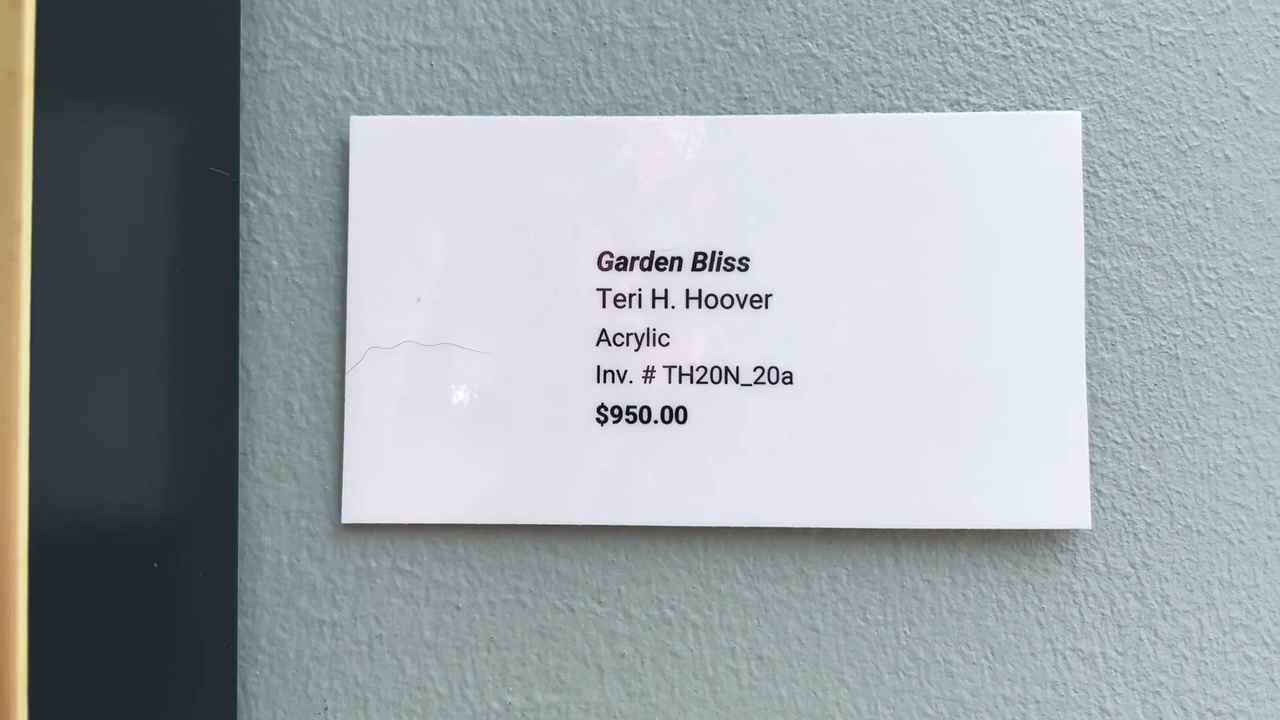 Garden Bliss
Teri H. Hoover
Acrylic
Inv. # TH20N_20a
$950.00